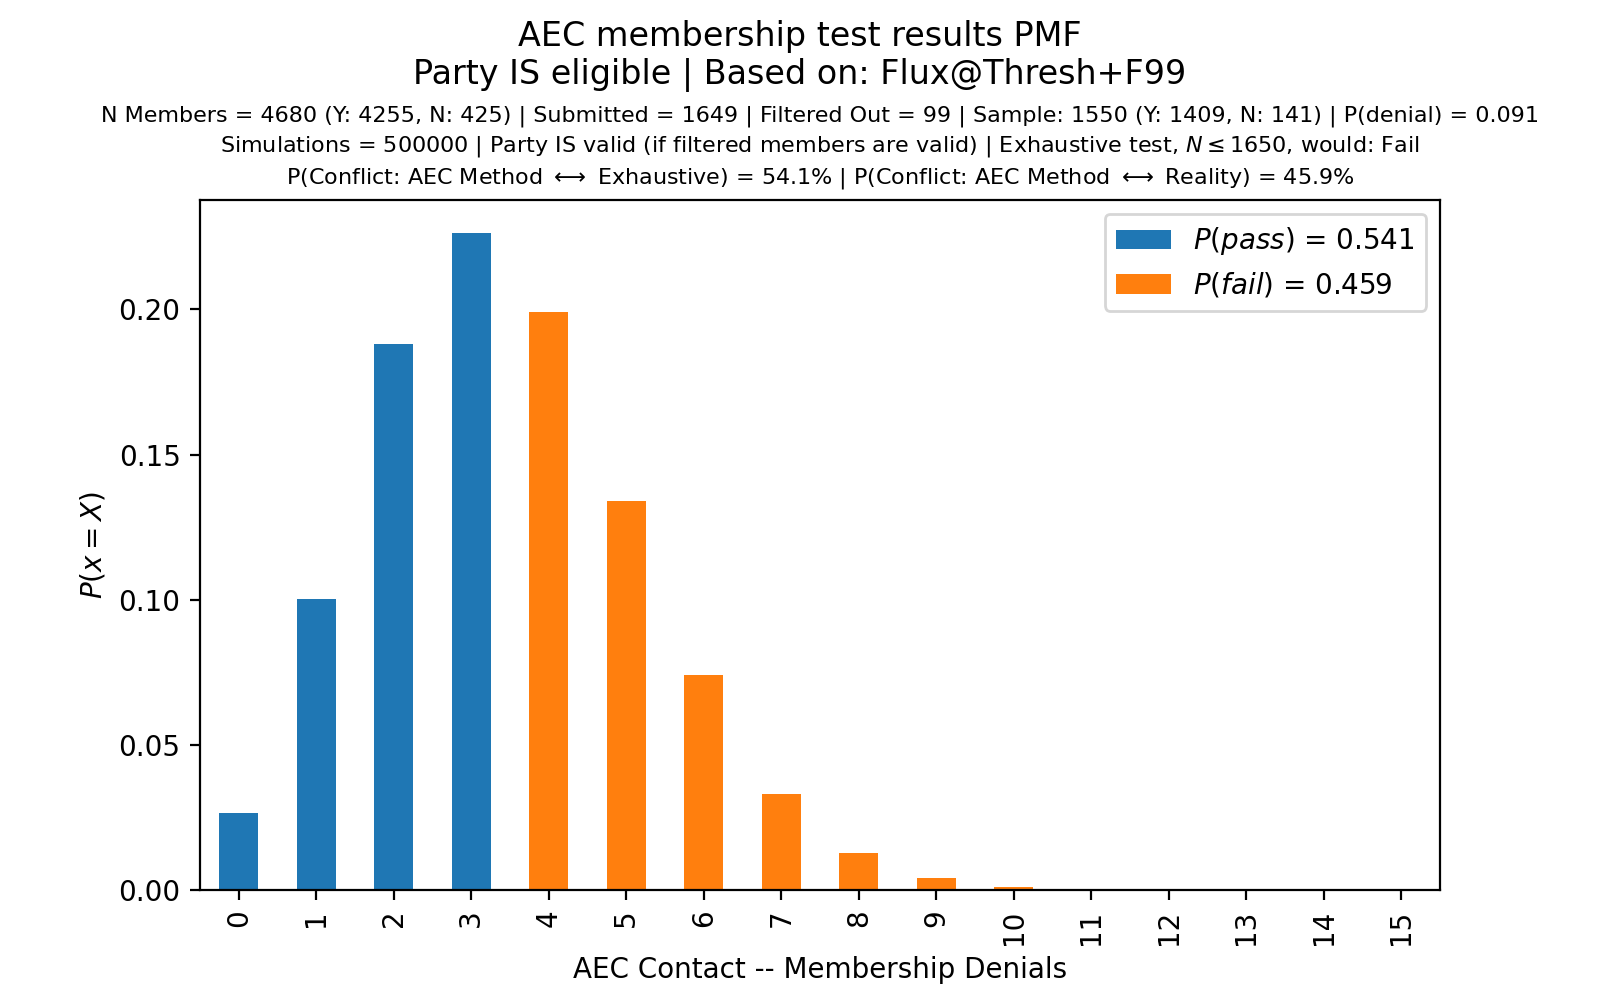 AEC membership test results PMF
Party IS eligible | Based on: Flux@Thresh+F99
N Members = 4680 (Y: 4255, N: 425) | Submitted = 1649 | Filtered Out = 99 | Sample: 1550 (Y: 1409, N: 141) | P(denial) = 0.091
Simulations = 500000 | Party IS valid (if filtered members are valid) | Exhaustive test, N ≤ 1650, would: Fail
P(Conflict: AEC Method ⟷ Exhaustive) = 54.1% | P(Conflict: AEC Method ⟷ Reality) = 45.9%
P(pass) = 0.541
P(fail) = 0.459
0.20
0.15
0.10
0.05
0.00
P(x = X)
0 1 2 3 4 5 6 7 8 9 10 11 12 13 14 15
AEC Contact -- Membership Denials